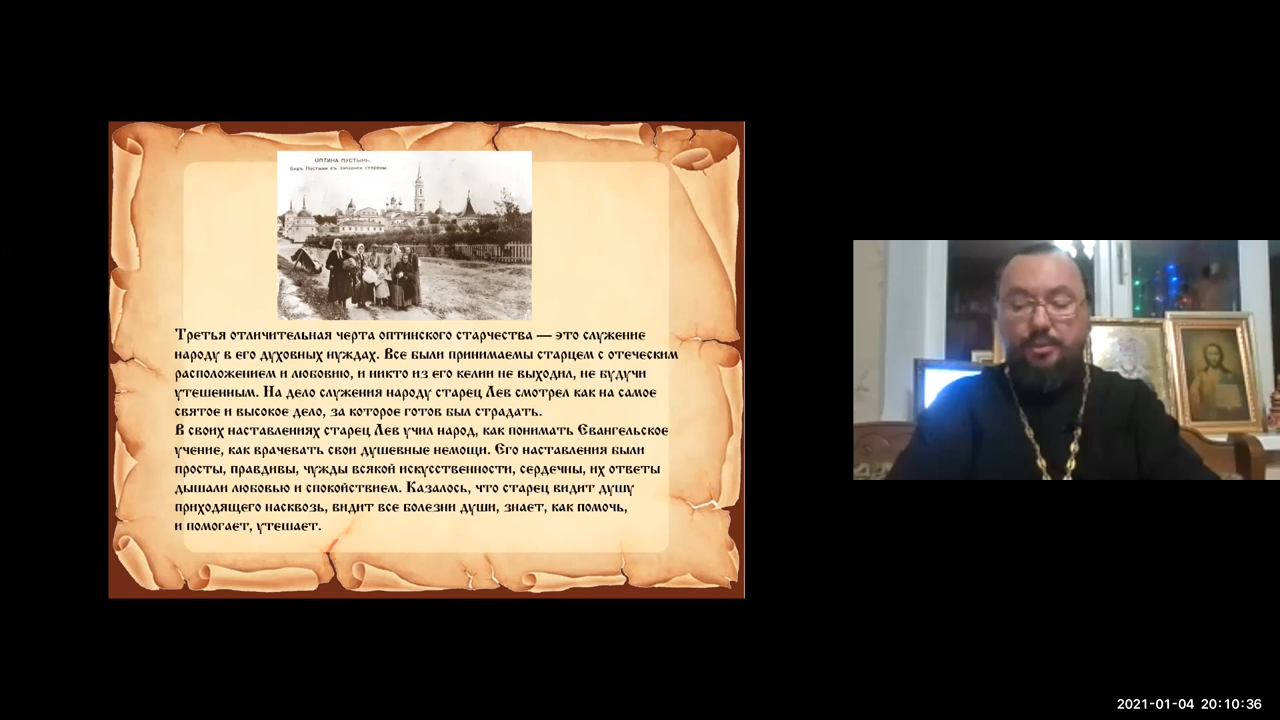 ОПТИНА ПУСТЫНЬ.
Видъ Пустыни съ западной стороны.
Третья отличительная черта оптинского старчества — это служение
народу в его духовных нуждах. Все были принимаемы старцем с отеческим
расположением и любовию, и никто из его келии не выходил, не будучи
утешенным. На дело служения народу старец Лев смотрел как на самое
святое и высокое дело, за которое готов был страдать.
В своих наставлениях старец Лев учил народ, как понимать Евангельское
учение, как врачевать свои душевные немощи. Его наставления были
просты, правдивы, чужды всякой искусственности, сердечны, их ответы
дышали любовью и спокойствием. Казалось, что старец видит душу
приходящего насквозь, видит все болезни души, знает, как помочь,
и помогает, утешает.
2021-01-04 20:10:36